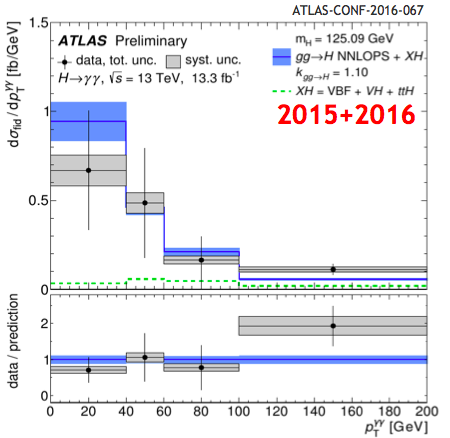 ATLAS-CONF-2016-067
dσ_fid/dp_T^γγ [fb/GeV]
1.5
1
0.5
0
ATLAS Preliminary
data, tot. unc. syst. unc.
H→γγ, √s = 13 TeV, 13.3 fb⁻¹
m_H = 125.09 GeV
gg→H NNLOPS + XH
k_gg→H = 1.10
XH = VBF + VH + ttH
2015+2016
data / prediction
2
1
0
0 20 40 60 80 100 120 140 160 180 200
p_T^γγ [GeV]